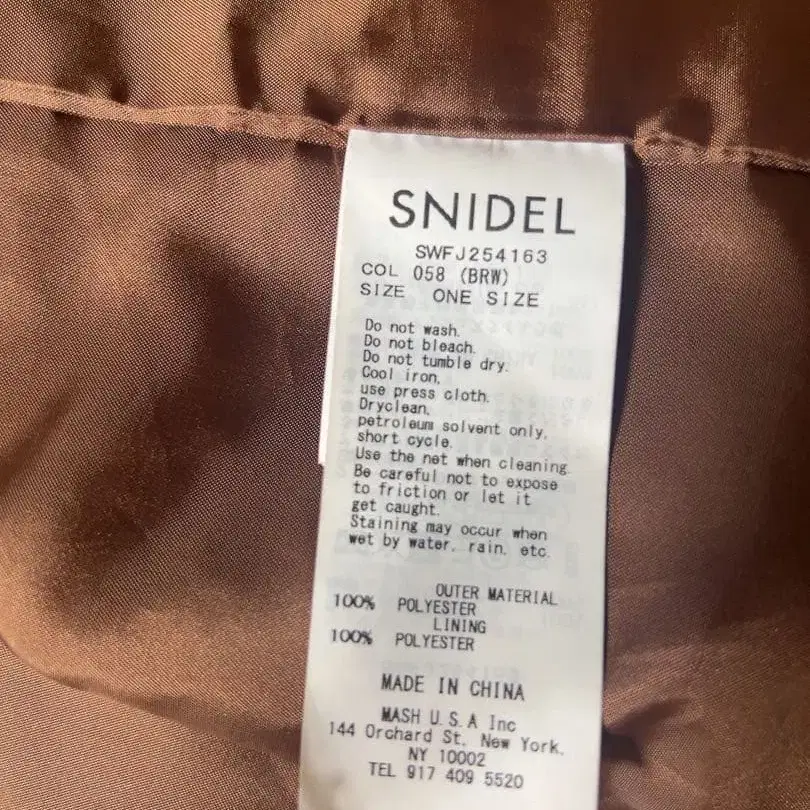 SNIDEL
SWFJ254163
COL 058 (BRW)
SIZE ONE SIZE
Do not wash.
Do not bleach.
Do not tumble dry.
Cool iron,
use press cloth.
Dryclean,
petroleum solvent only,
short cycle.
Use the net when cleaning.
Be careful not to expose
to friction or let it
get caught.
Staining may occur when
wet by water, rain, etc.
OUTER MATERIAL
100% POLYESTER
LINING
100% POLYESTER
MADE IN CHINA
MASH U.S.A Inc
144 Orchard St, New York.
NY 10002
TEL 917 409 5520